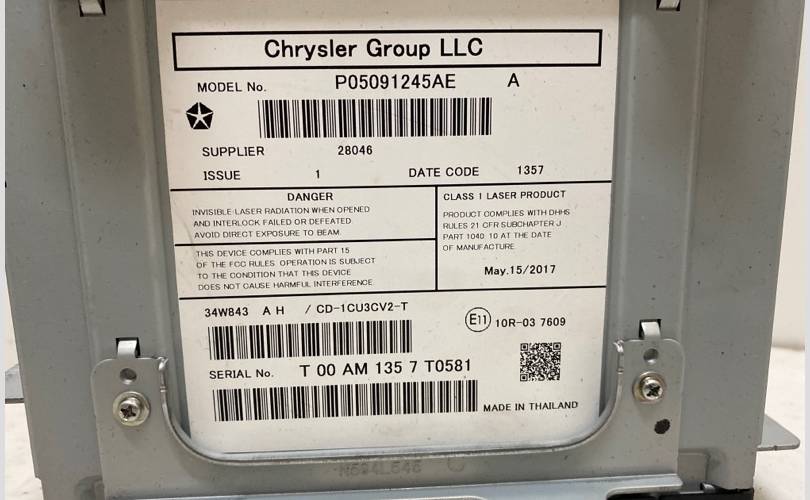 Chrysler Group LLC
MODEL No. P05091245AE A
SUPPLIER 28046
ISSUE 1 DATE CODE 1357
DANGER
INVISIBLE LASER RADIATION WHEN OPENED
AND INTERLOCK FAILED OR DEFEATED
AVOID DIRECT EXPOSURE TO BEAM.
THIS DEVICE COMPLIES WITH PART 15
OF THE FCC RULES. OPERATION IS SUBJECT
TO THE CONDITION THAT THIS DEVICE
DOES NOT CAUSE HARMFUL INTERFERENCE
CLASS 1 LASER PRODUCT
PRODUCT COMPLIES WITH DHHS
RULES 21 CFR SUBCHAPTER J
PART 1040. 10 AT THE DATE
OF MANUFACTURE
May.15/2017
34W843 A H / CD-1CU3CV2-T
E11 10R-03 7609
SERIAL No. T 00 AM 135 7 T0581
MADE IN THAILAND